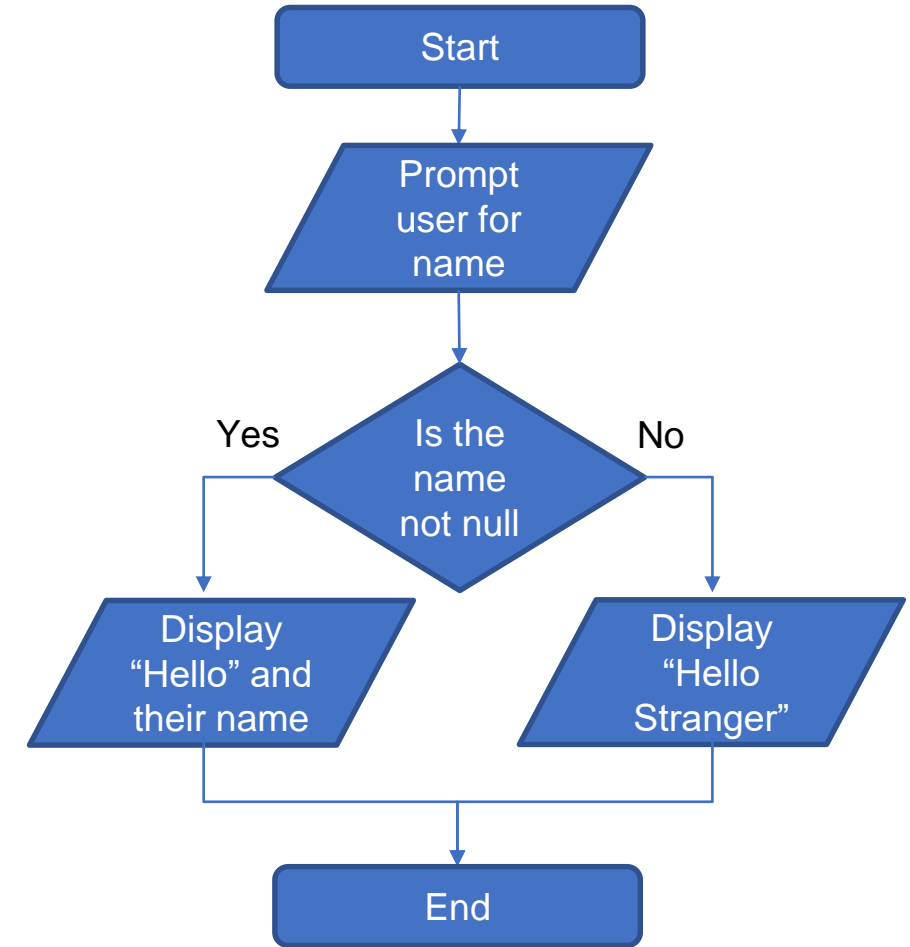 Start
Prompt
user for
name
Is the
name
not null
Yes
No
Display
“Hello” and
their name
Display
“Hello
Stranger”
End